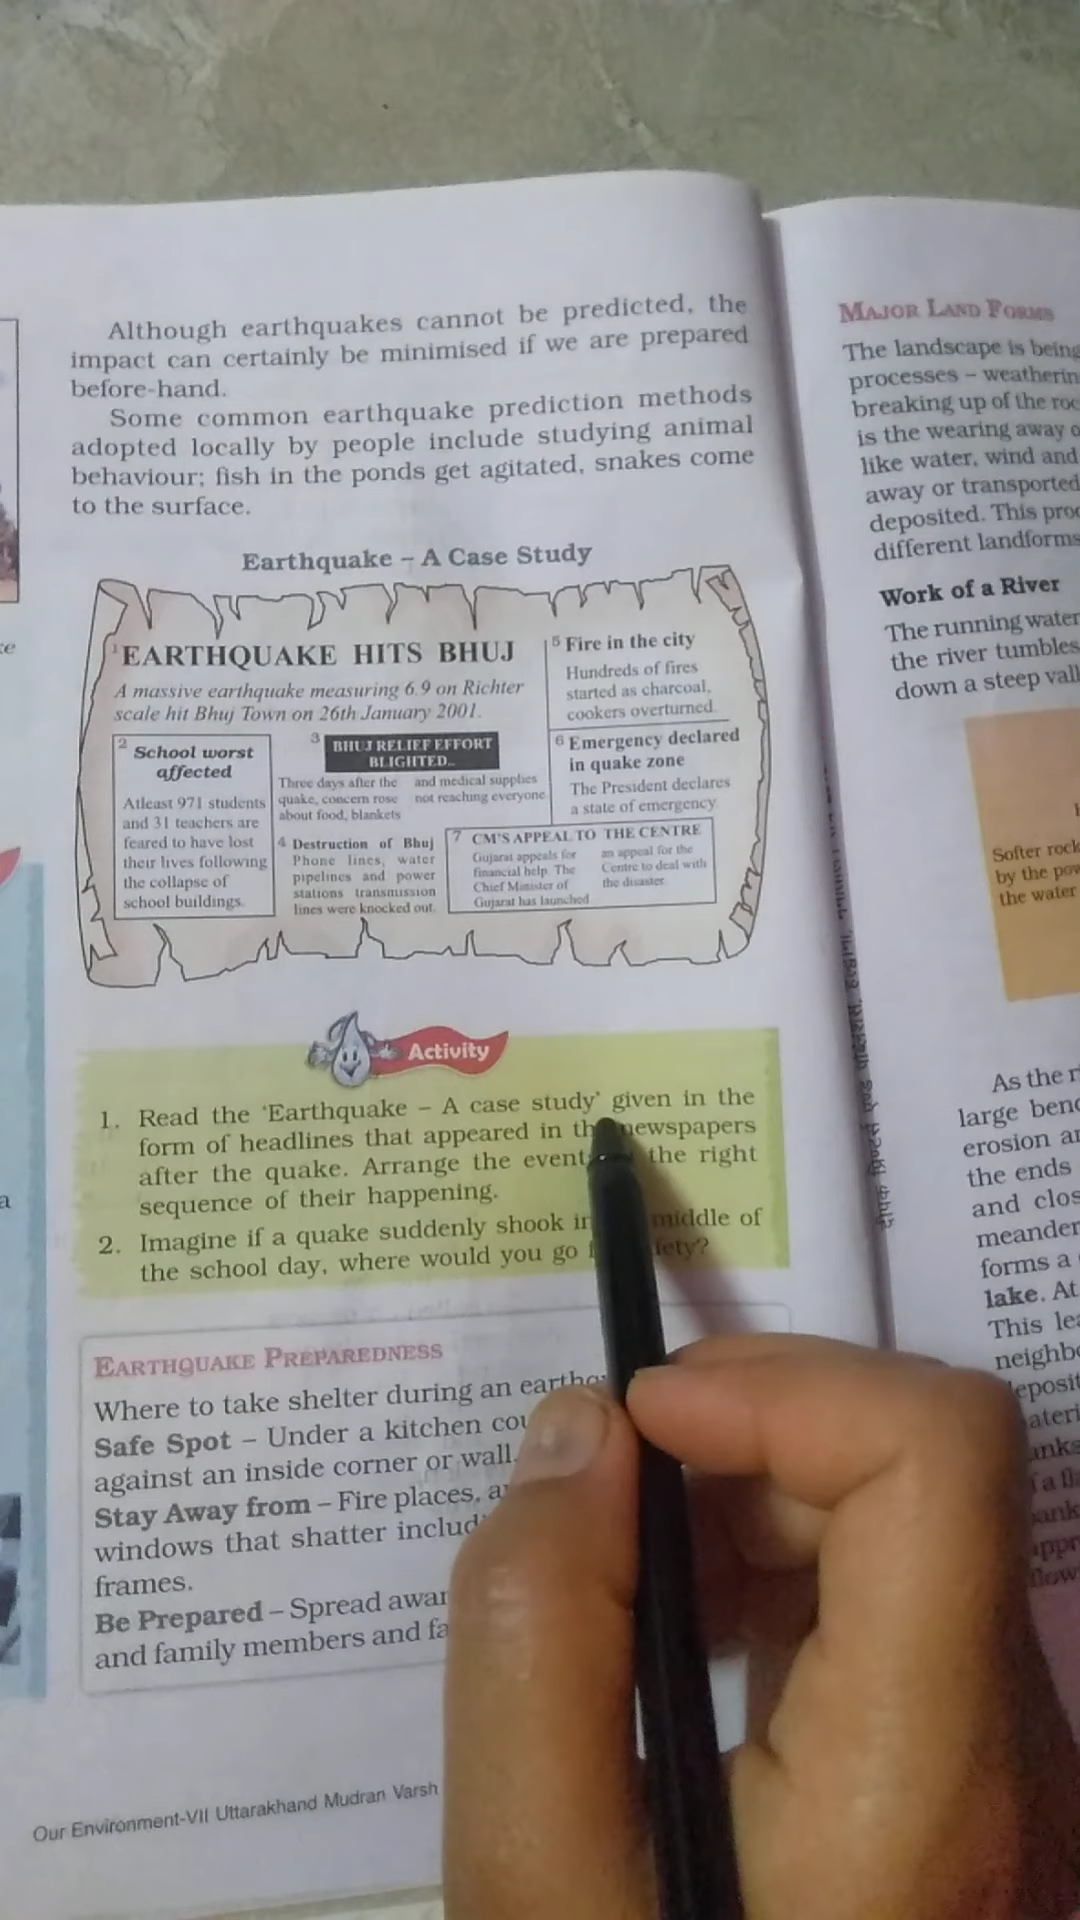 Although earthquakes cannot be predicted, the
impact can certainly be minimised if we are prepared
before-hand.
Some common earthquake prediction methods
adopted locally by people include studying animal
behaviour; fish in the ponds get agitated, snakes come
to the surface.
Earthquake – A Case Study
1 EARTHQUAKE HITS BHUJ
A massive earthquake measuring 6.9 on Richter
scale hit Bhuj Town on 26th January 2001.
2 School worst
affected
Atleast 971 students
and 31 teachers are
feared to have lost
their lives following
the collapse of
school buildings.
3 BHUJ RELIEF EFFORT
BLIGHTED..
Three days after the
quake, concern rose
about food, blankets
and medical supplies
not reaching everyone
4 Destruction of Bhuj
Phone lines, water
pipelines and power
stations transmission
lines were knocked out.
5 Fire in the city
Hundreds of fires
started as charcoal,
cookers overturned.
6 Emergency declared
in quake zone
The President declares
a state of emergency
7 CM'S APPEAL TO THE CENTRE
Gujarat appeals for
financial help. The
Chief Minister of
Gujarat has launched
an appeal for the
Centre to deal with
the disaster.
Activity
1. Read the 'Earthquake – A case study' given in the
form of headlines that appeared in newspapers
after the quake. Arrange the the right
sequence of their happening.
2. Imagine if a quake suddenly shook middle of
the school day, where would you go
EARTHQUAKE PREPAREDNESS
Where to take shelter during an
Safe Spot – Under a kitchen
against an inside corner or wall.
Stay Away from – Fire places,
windows that shatter
frames.
Be Prepared – Spread
and family members and
Our Environment-VII Uttarakhand Mudran Varsh
MAJOR LAND FORMS
The landscape is being
processes –
breaking up of the
is the wearing away
like water, wind and
away or transported
deposited. This
different landforms
Work of a River
The running water
the river tumbles
down a steep
Softer rock
by the
the water
As the
large
erosion
the ends
and
meander
forms a
lake. At
This